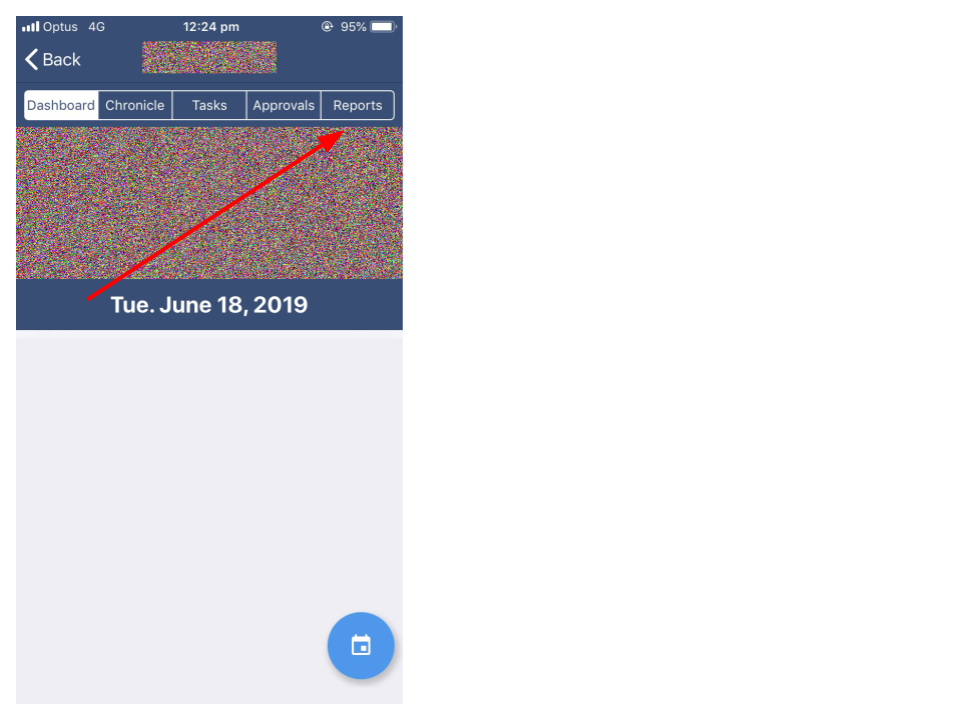 Optus 4G 12:24 pm 95%
Back
Dashboard Chronicle Tasks Approvals Reports
Tue. June 18, 2019